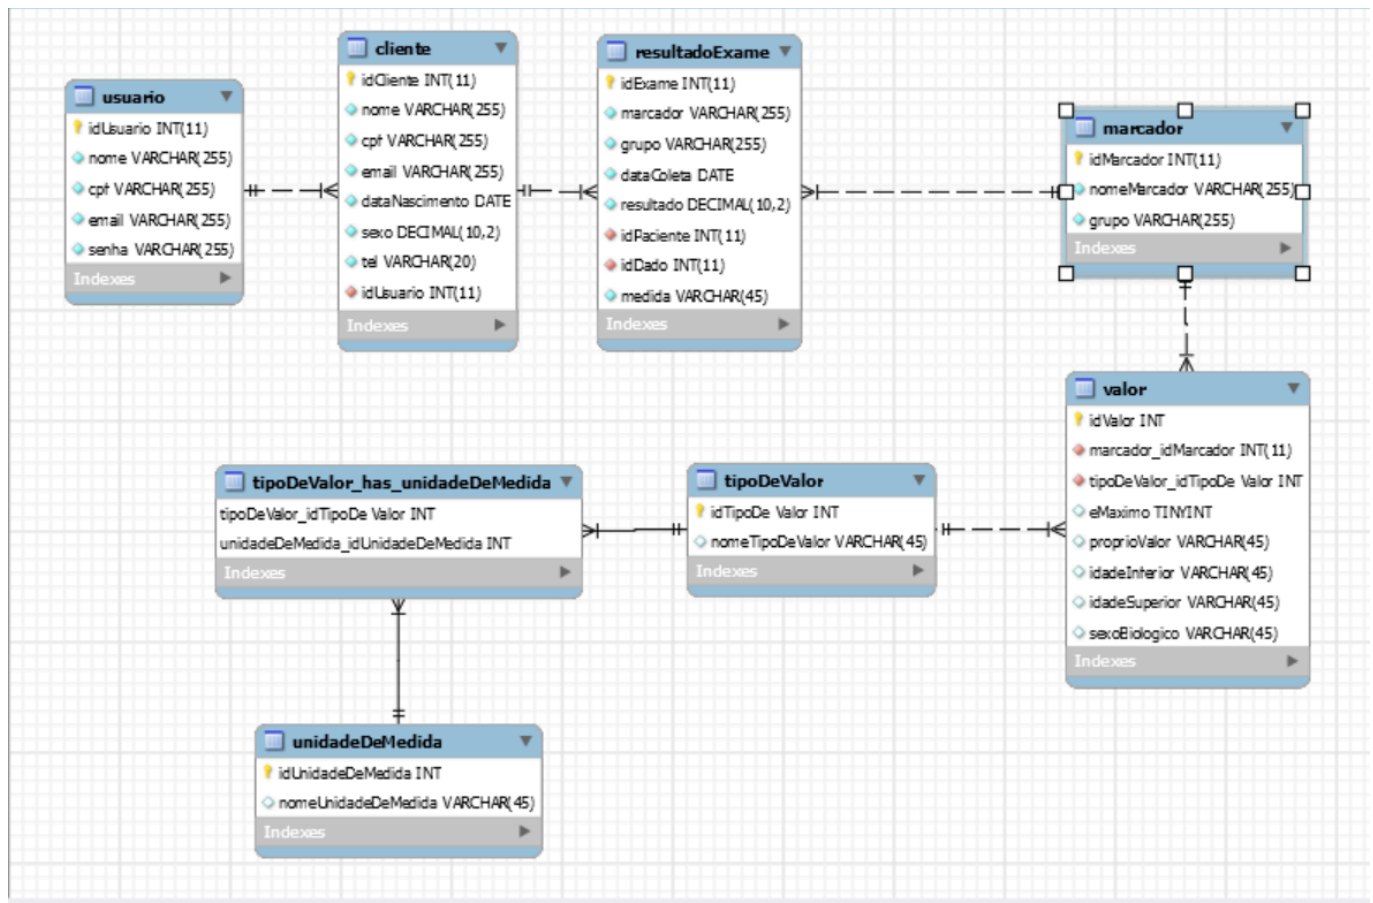 usuario
idUsuario INT(11)
nome VARCHAR(255)
cpf VARCHAR(255)
email VARCHAR(255)
senha VARCHAR(255)
Indexes
cliente
idCliente INT(11)
nome VARCHAR(255)
cpf VARCHAR(255)
email VARCHAR(255)
dataNascimento DATE
sexo DECIMAL(10,2)
tel VARCHAR(20)
idUsuario INT(11)
Indexes
resultadoExame
idExame INT(11)
marcador VARCHAR(255)
grupo VARCHAR(255)
dataColeta DATE
resultado DECIMAL(10,2)
idPaciente INT(11)
idDado INT(11)
medida VARCHAR(45)
Indexes
marcador
idMarcador INT(11)
nomeMarcador VARCHAR(255)
grupo VARCHAR(255)
Indexes
valor
idValor INT
marcador_idMarcador INT(11)
tipoDeValor_idTipoDe Valor INT
eMaximo TINYINT
proprioValor VARCHAR(45)
idadeInferior VARCHAR(45)
idadeSuperior VARCHAR(45)
sexoBiologico VARCHAR(45)
Indexes
tipoDeValor_has_unidadeDeMedida
tipoDeValor_idTipoDe Valor INT
unidadeDeMedida_idUnidadeDeMedida INT
Indexes
tipoDeValor
idTipoDe Valor INT
nomeTipoDeValor VARCHAR(45)
Indexes
unidadeDeMedida
idUnidadeDeMedida INT
nomeUnidadeDeMedida VARCHAR(45)
Indexes